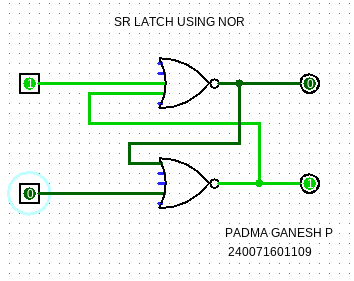 SR LATCH USING NOR
1
0
0
1
PADMA GANESH P
240071601109